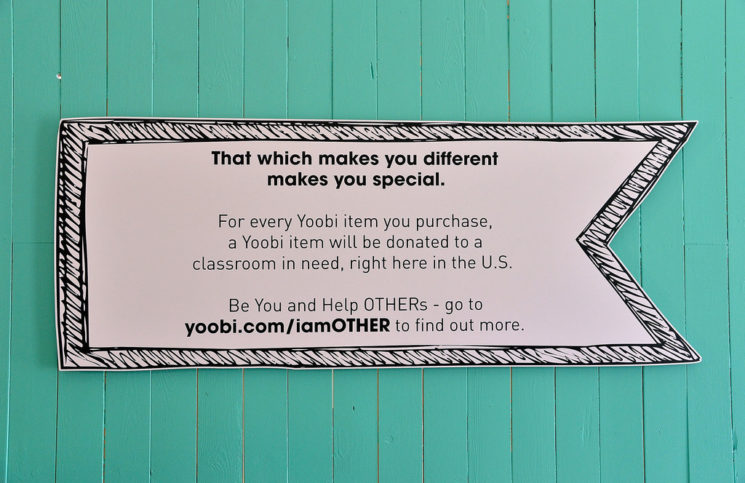 That which makes you different
makes you special.
For every Yoobi item you purchase,
a Yoobi item will be donated to a
classroom in need, right here in the U.S.
Be You and Help OTHERs - go to
yoobi.com/iamOTHER to find out more.